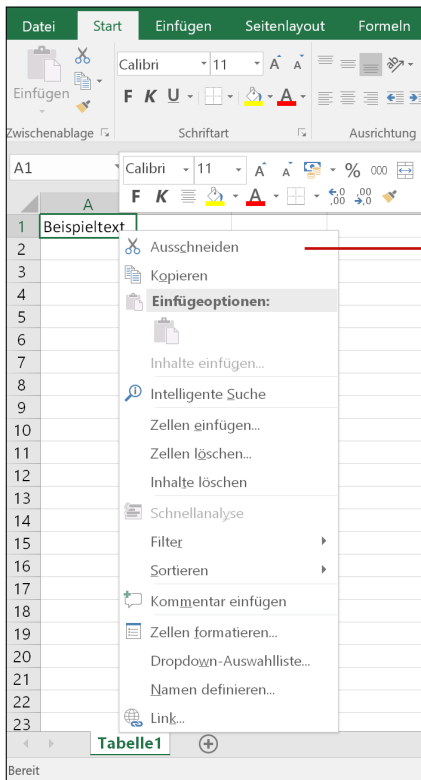 Datei Start Einfügen Seitenlayout Formeln
Calibri 11 A A
Einfügen F K U A
Zwischenablage Schriftart Ausrichtung
A1 Calibri 11 A A % 000
F K A ,00 ,00
A
1 Beispieltext
2 Ausschneiden
3 Kopieren
4 Einfügeoptionen:
5
6
7 Inhalte einfügen...
8 Intelligente Suche
9
10 Zellen einfügen...
11 Zellen löschen...
12 Inhalte löschen
13
14 Schnellanalyse
15 Filter
16 Sortieren
17
18 Kommentar einfügen
19 Zellen formatieren...
20 Dropdown-Auswahlliste...
21 Namen definieren...
22
23 Link...
Tabelle1
Bereit